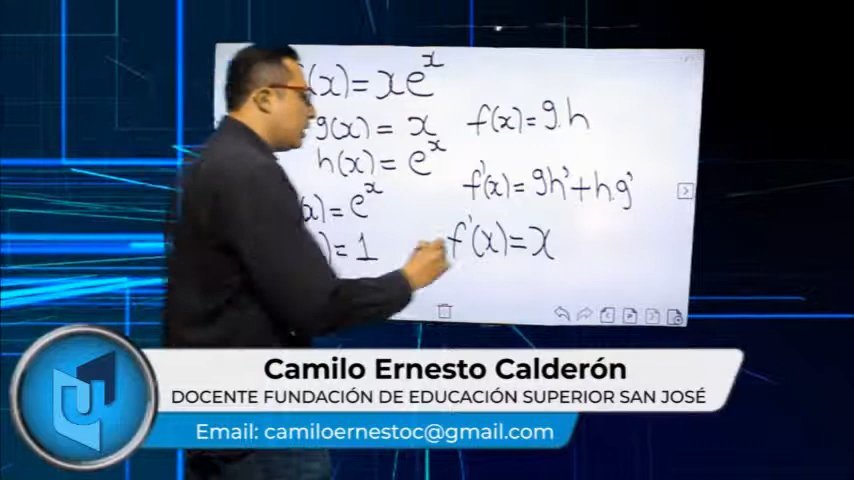 (x) = xe^x
g(x) = x
h(x) = e^x
(x) = e^x
) = 1
f(x) = g.h
f'(x) = gh' + h.g'
f'(x) = x
Camilo Ernesto Calderón
DOCENTE FUNDACIÓN DE EDUCACIÓN SUPERIOR SAN JOSÉ
Email: camiloernestoc@gmail.com